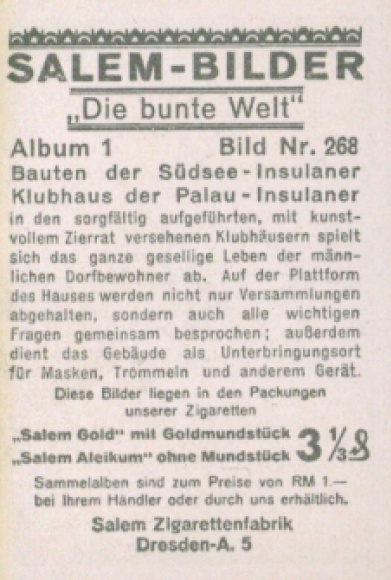 SALEM-BILDER
„Die bunte Welt“
Album 1 Bild Nr. 268
Bauten der Südsee-Insulaner
Klubhaus der Palau-Insulaner
in den sorgfältig aufgeführten, mit kunst-
vollem Zierrat versehenen Klubhäusern spielt
sich das ganze gesellige Leben der männ-
lichen Dorfbewohner ab. Auf der Plattform
des Hauses werden nicht nur Versammlungen
abgehalten, sondern auch alle wichtigen
Fragen gemeinsam besprochen; außerdem
dient das Gebäude als Unterbringungsort
für Masken, Trommeln und anderem Gerät.
Diese Bilder liegen in den Packungen
unserer Zigaretten
„Salem Gold“ mit Goldmundstück
„Salem Aleikum“ ohne Mundstück 3 1/3 ₰
Sammelalben sind zum Preise von RM 1.—
bei Ihrem Händler oder durch uns erhältlich.
Salem Zigarettenfabrik
Dresden-A. 5